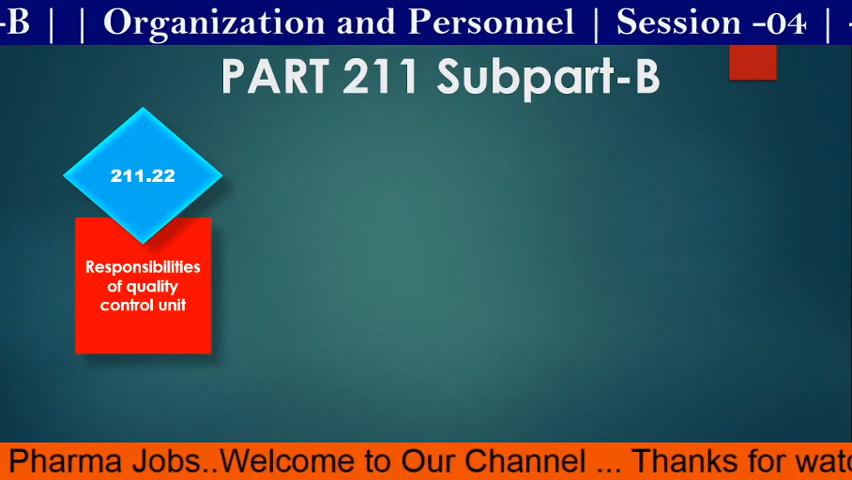 -B | | Organization and Personnel | Session -04 |
PART 211 Subpart-B
211.22
Responsibilities
of quality
control unit
Pharma Jobs..Welcome to Our Channel ... Thanks for watc